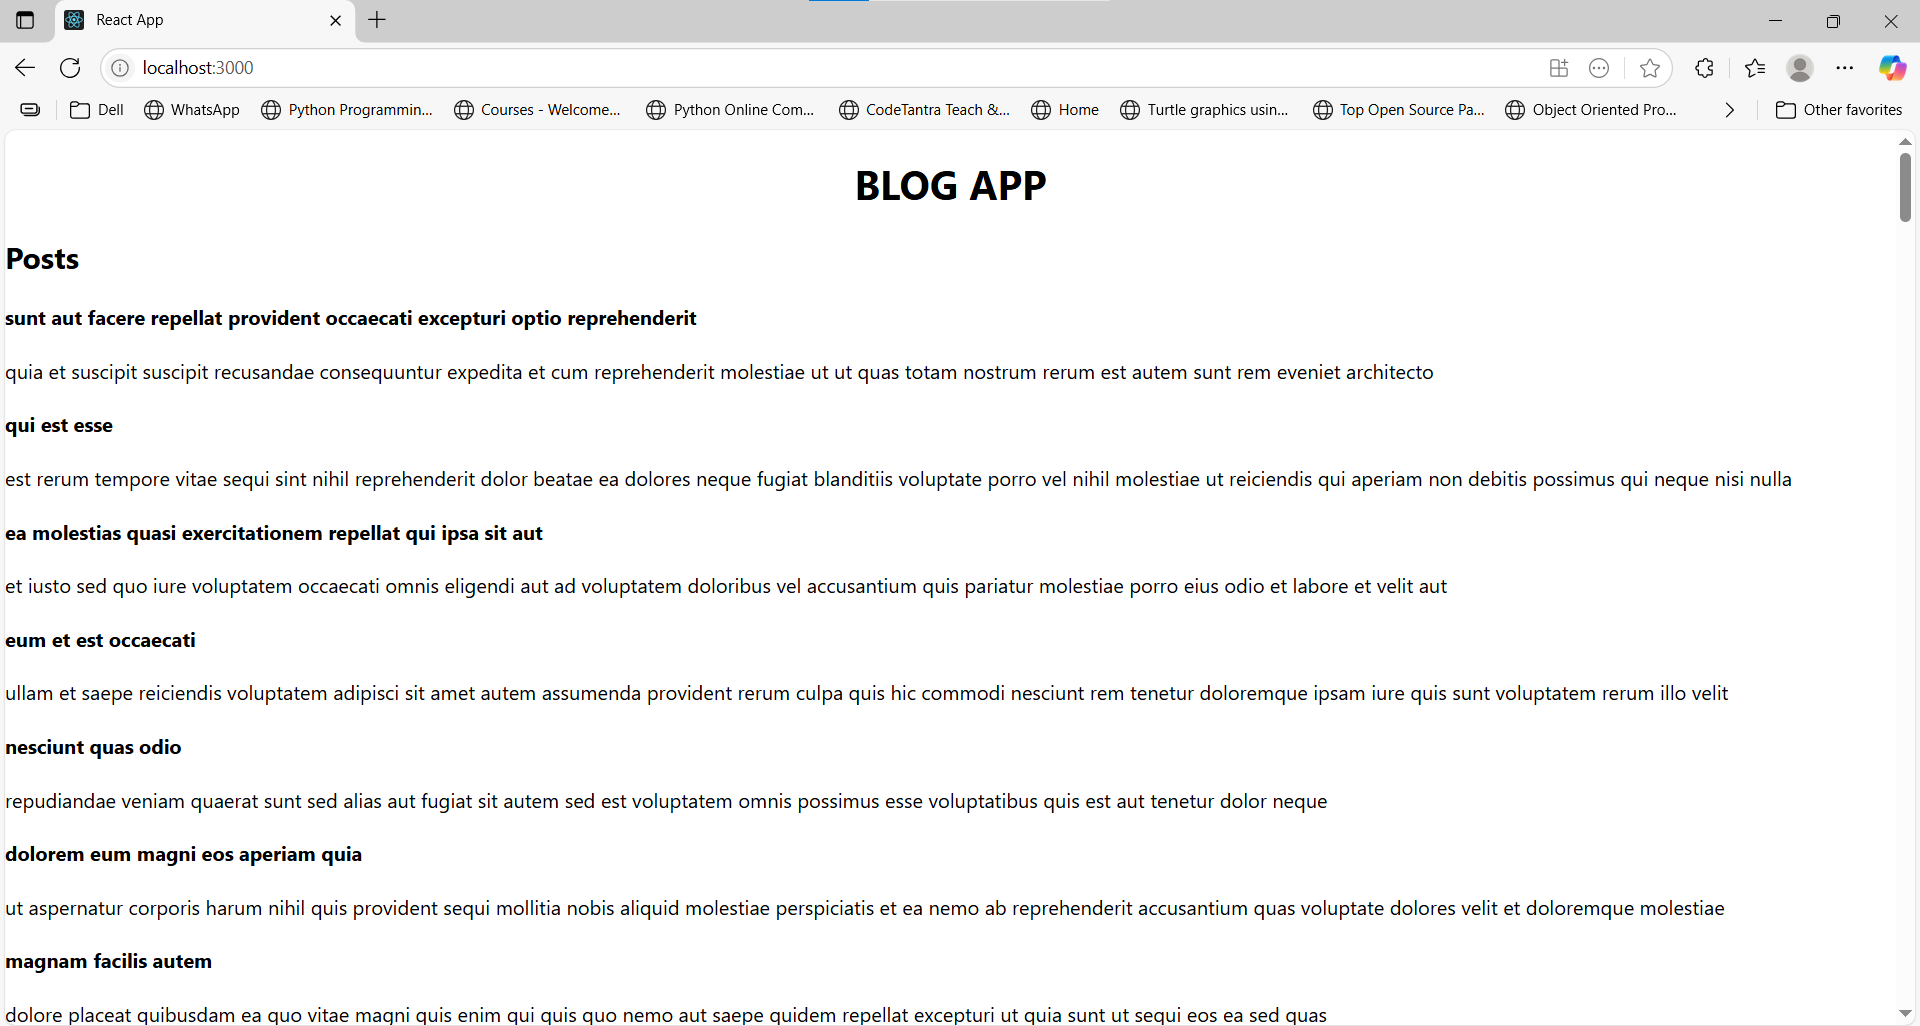 React App
localhost:3000
Dell WhatsApp Python Programmin... Courses - Welcome... Python Online Com... CodeTantra Teach &... Home Turtle graphics usin... Top Open Source Pa... Object Oriented Pro... Other favorites
BLOG APP
Posts
sunt aut facere repellat provident occaecati excepturi optio reprehenderit
quia et suscipit suscipit recusandae consequuntur expedita et cum reprehenderit molestiae ut ut quas totam nostrum rerum est autem sunt rem eveniet architecto
qui est esse
est rerum tempore vitae sequi sint nihil reprehenderit dolor beatae ea dolores neque fugiat blanditiis voluptate porro vel nihil molestiae ut reiciendis qui aperiam non debitis possimus qui neque nisi nulla
ea molestias quasi exercitationem repellat qui ipsa sit aut
et iusto sed quo iure voluptatem occaecati omnis eligendi aut ad voluptatem doloribus vel accusantium quis pariatur molestiae porro eius odio et labore et velit aut
eum et est occaecati
ullam et saepe reiciendis voluptatem adipisci sit amet autem assumenda provident rerum culpa quis hic commodi nesciunt rem tenetur doloremque ipsam iure quis sunt voluptatem rerum illo velit
nesciunt quas odio
repudiandae veniam quaerat sunt sed alias aut fugiat sit autem sed est voluptatem omnis possimus esse voluptatibus quis est aut tenetur dolor neque
dolorem eum magni eos aperiam quia
ut aspernatur corporis harum nihil quis provident sequi mollitia nobis aliquid molestiae perspiciatis et ea nemo ab reprehenderit accusantium quas voluptate dolores velit et doloremque molestiae
magnam facilis autem
dolore placeat quibusdam ea quo vitae magni quis enim qui quis quo nemo aut saepe quidem repellat excepturi ut quia sunt ut sequi eos ea sed quas